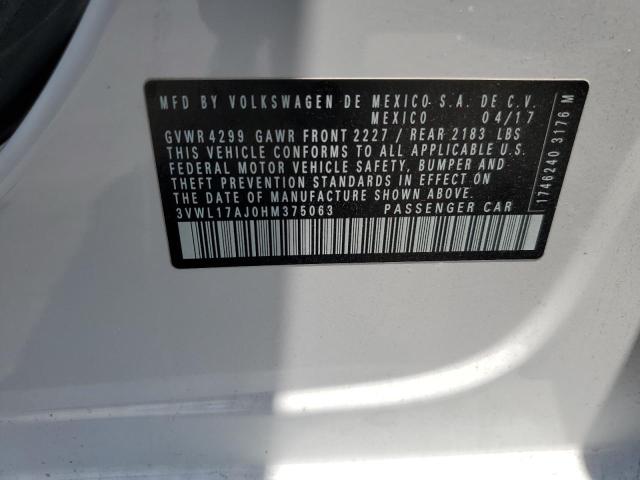 MFD BY VOLKSWAGEN DE MEXICO S.A. DE C.V.
MEXICO 04/17
GVWR 4299 GAWR FRONT 2227 / REAR 2183 LBS
THIS VEHICLE CONFORMS TO ALL APPLICABLE U.S.
FEDERAL MOTOR VEHICLE SAFETY, BUMPER AND
THEFT PREVENTION STANDARDS IN EFFECT ON
THE DATE OF MANUFACTURE SHOWN ABOVE.
3VWL17AJ0HM375063 PASSENGER CAR
1746240 3176 M